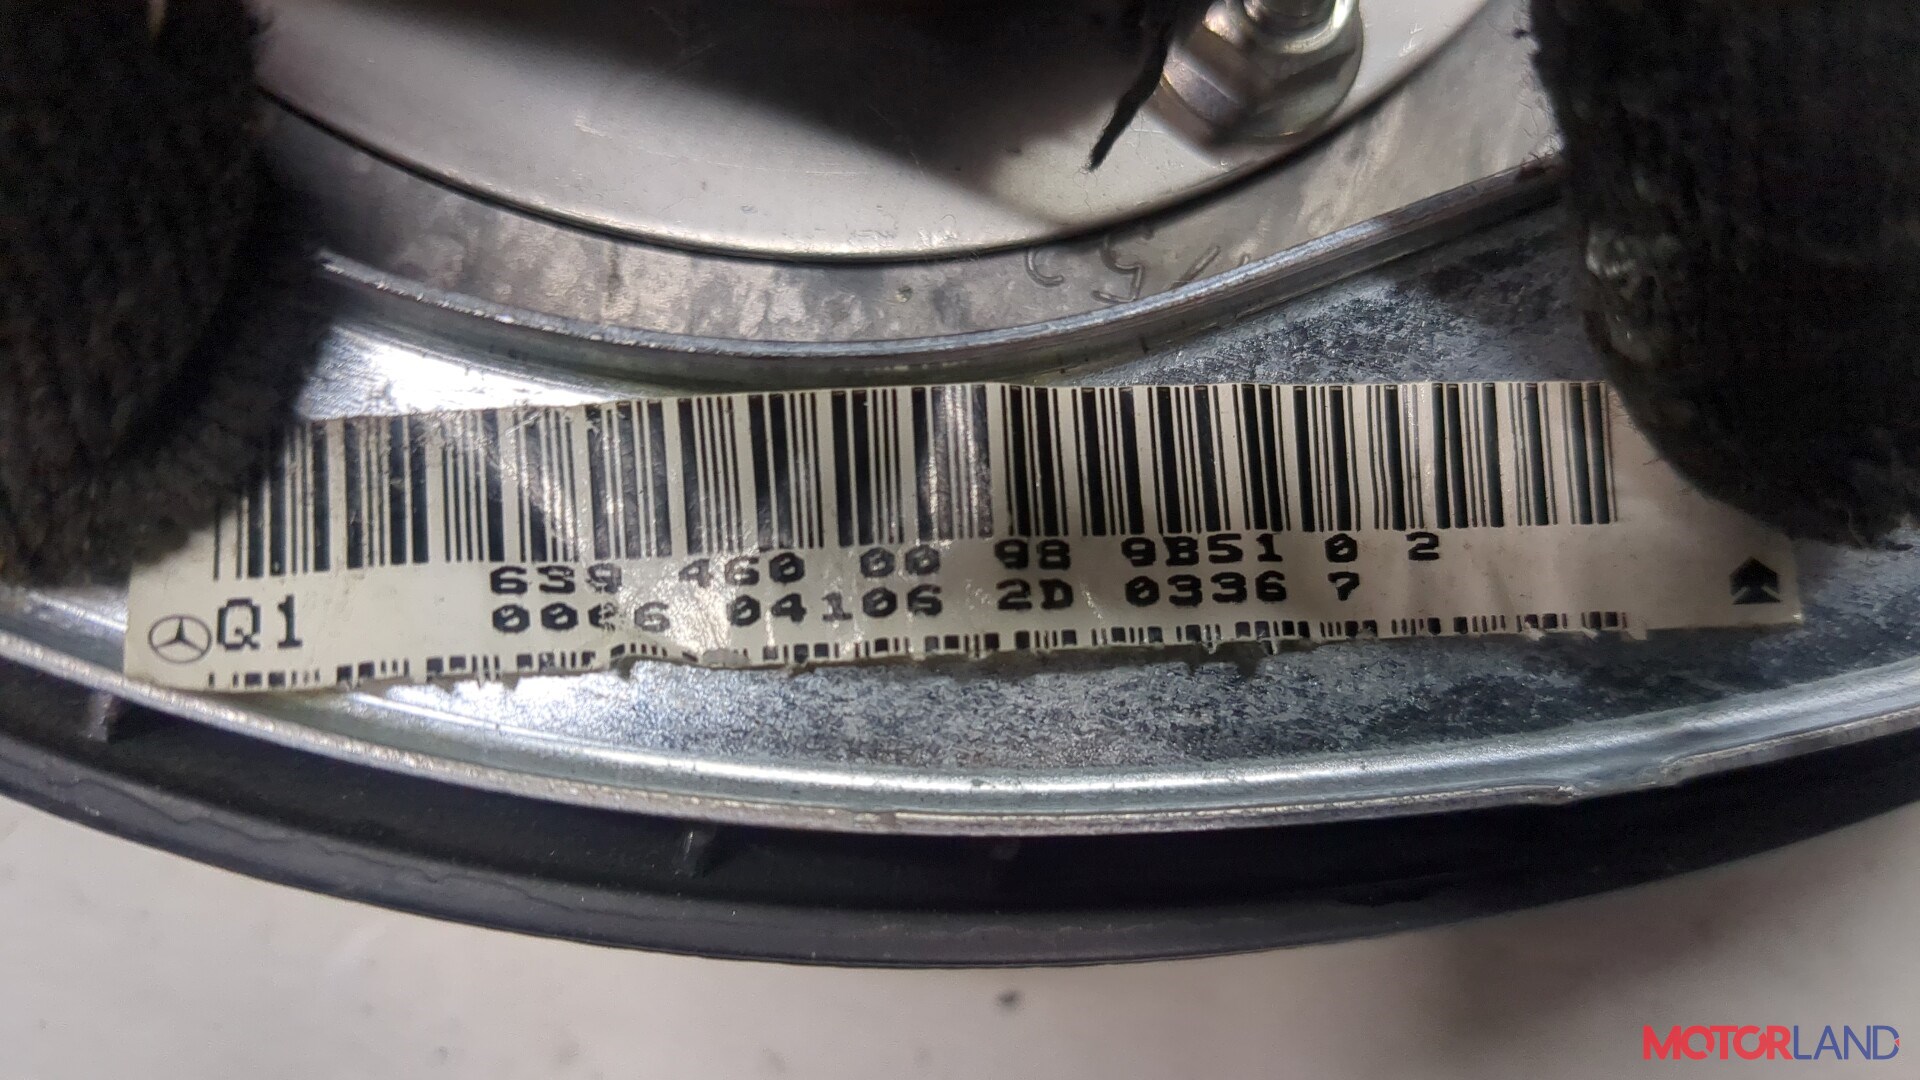 639 460 00 98 9B51 0 2
Q1 0006 04106 2D 0336 7
MOTORLAND